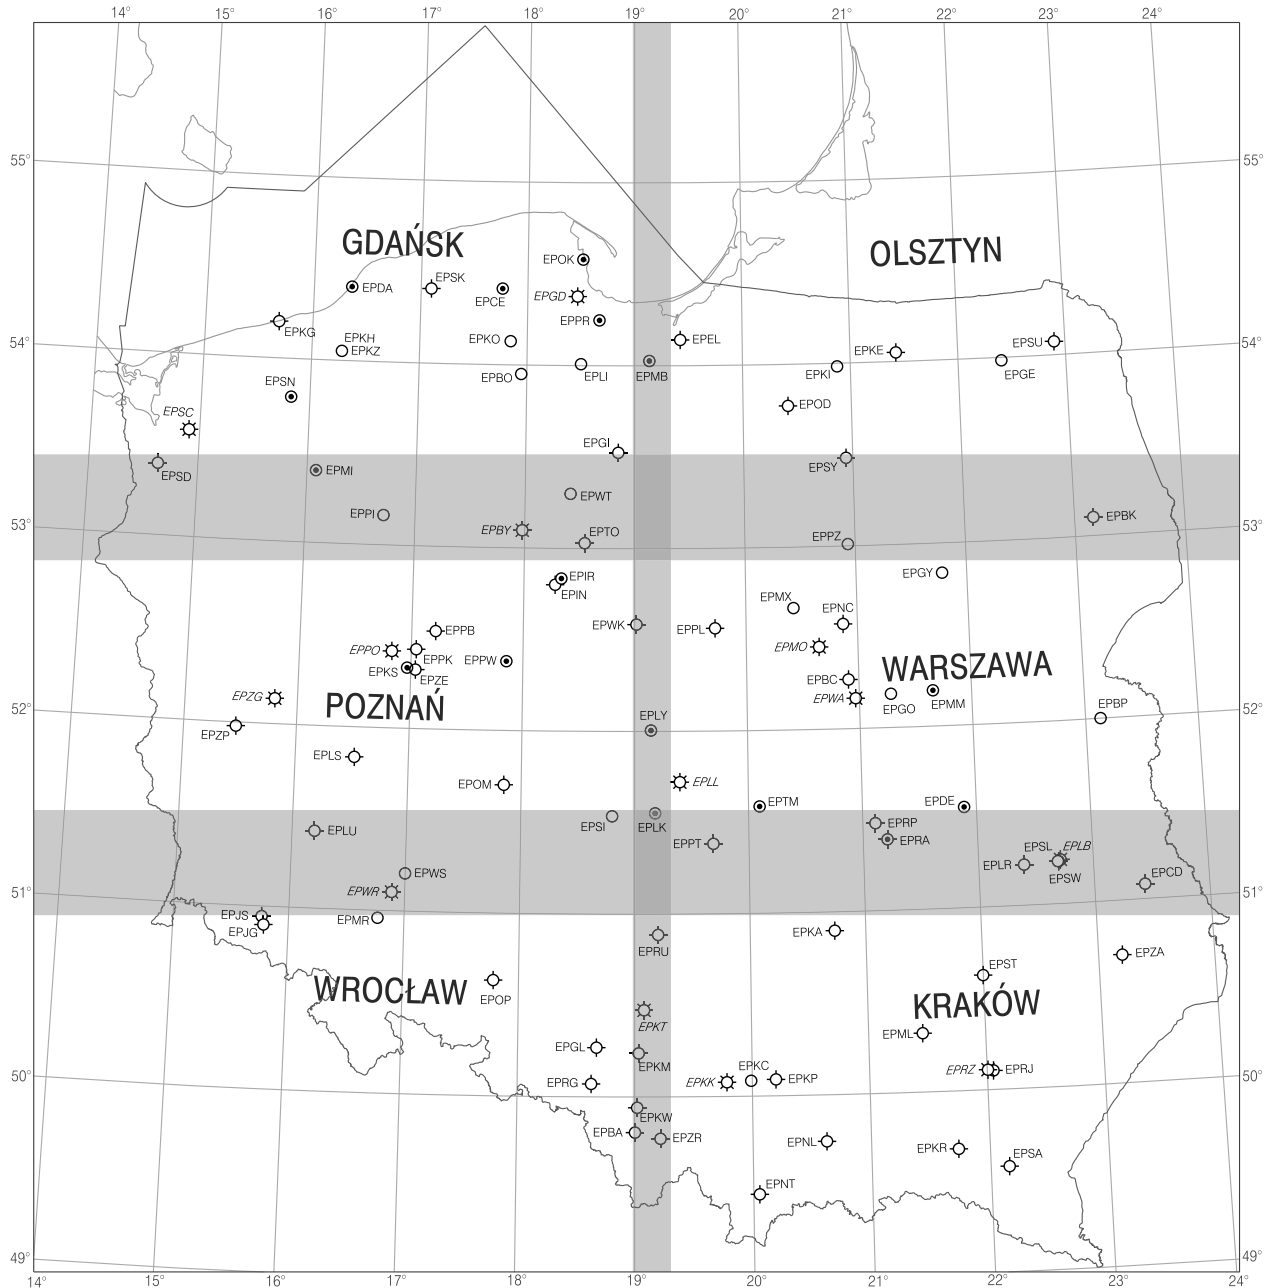 14° 15° 16° 17° 18° 19° 20° 21° 22° 23° 24°
55° 55°
GDAŃSK
OLSZTYN
EPOK
EPSK
EPDA
EPCE
EPGD
EPPR
EPKG
EPKH
EPKZ
EPKO
EPEL
54° 54°
EPKE
EPSU
EPBO
EPLI
EPMB
EPKI
EPGE
EPSN
EPSC
EPOD
EPGI
EPSD
EPMI
EPSY
EPWT
EPPI
EPBK
53° 53°
EPBY
EPTO
EPPZ
EPIR
EPGY
EPIN
EPMX
EPNC
EPPB
EPWK
EPPL
EPPO
EPPK
EPPW
EPMO
WARSZAWA
EPKS
EPZE
EPBC
EPZG
EPWA
EPGO
EPMM
EPBP
POZNAŃ
52° 52°
EPZP
EPLY
EPLS
EPOM
EPLL
EPTM
EPDE
EPLU
EPSI
EPLK
EPRP
EPPT
EPRA
EPSL
EPLB
EPLR
EPSW
EPCD
EPWS
EPWR
51° 51°
EPJS
EPJG
EPMR
EPKA
EPRU
EPZA
EPST
WROCŁAW
EPOP
KRAKÓW
EPKT
EPML
EPGL
EPKM
EPKC
EPRG
EPKK
EPKP
EPRZ
EPRJ
50° 50°
EPKW
EPBA
EPZR
EPNL
EPKR
EPSA
EPNT
49° 49°
14° 15° 16° 17° 18° 19° 20° 21° 22° 23° 24°